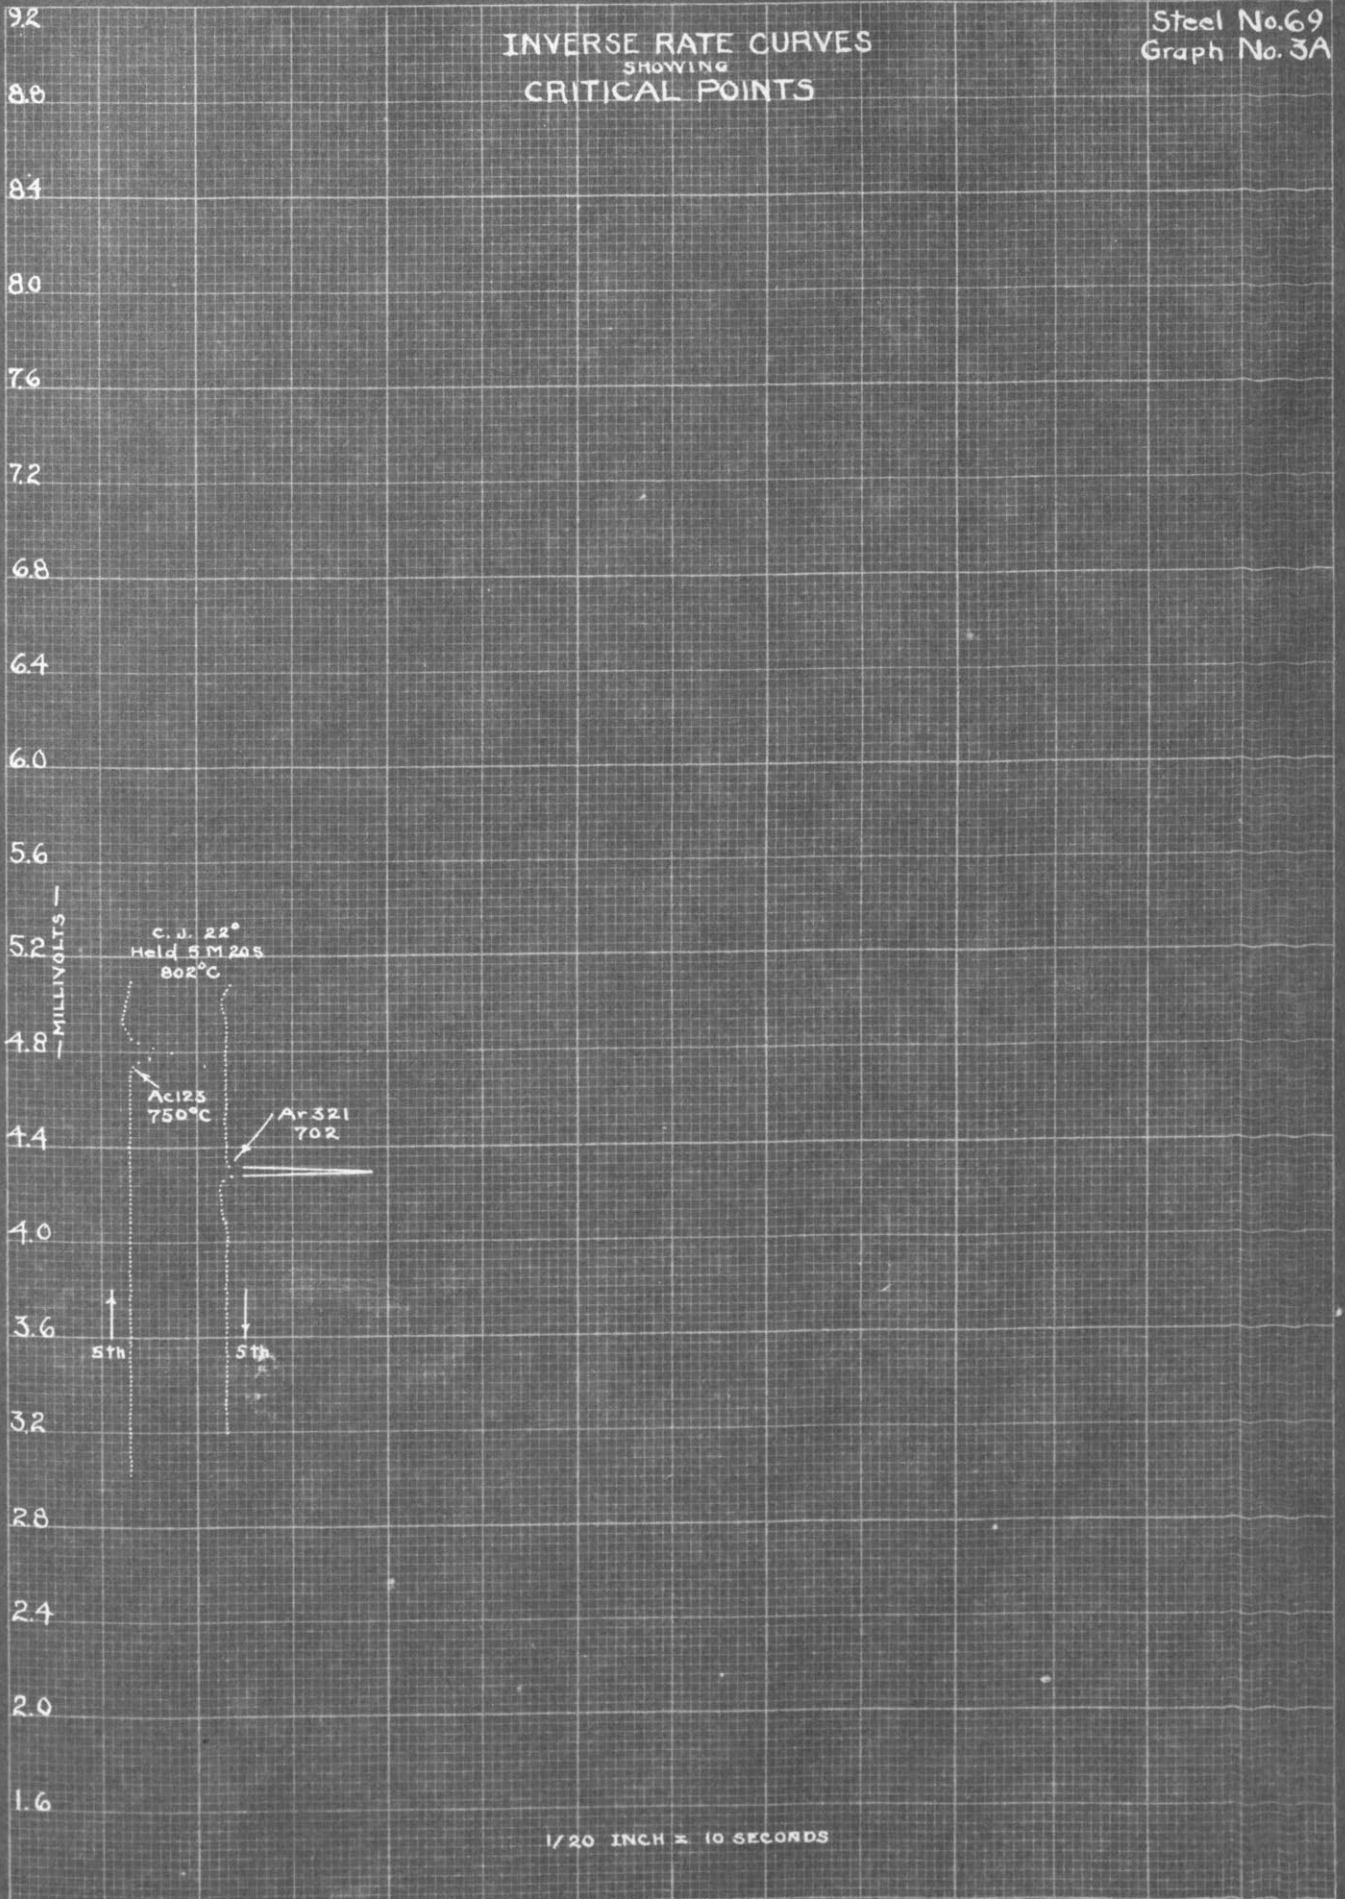 Steel No.69
Graph No. 3A
INVERSE RATE CURVES
SHOWING
CRITICAL POINTS
9.2
8.8
8.4
8.0
7.6
7.2
6.8
6.4
6.0
5.6
5.2
4.8
4.4
4.0
3.6
3.2
2.8
2.4
2.0
1.6
—MILLIVOLTS—
C. J. 22°
Held 5 M 20 S
802°C
Ac123
750°C
Ar321
702
5th
5th
1/20 INCH = 10 SECONDS